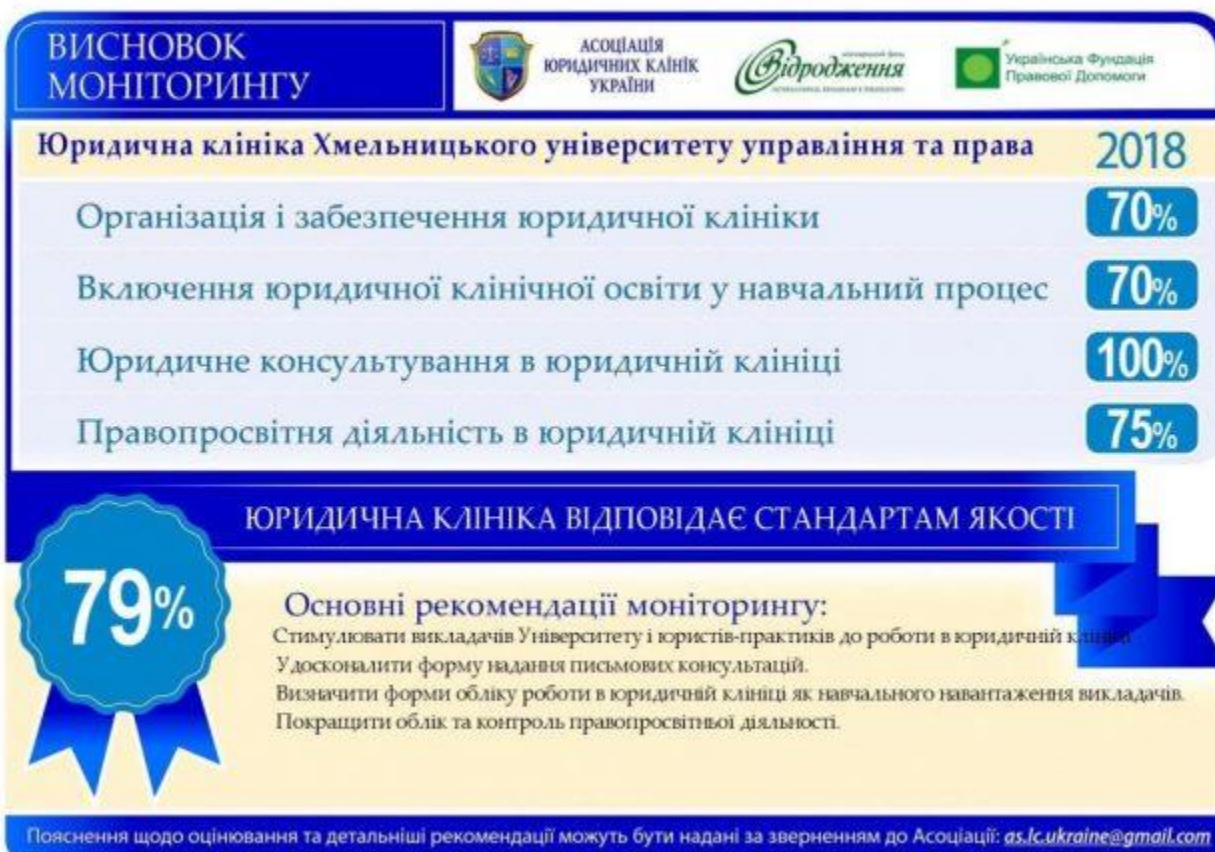 ВИСНОВОК
МОНІТОРИНГУ
АСОЦІАЦІЯ
ЮРИДИЧНИХ КЛІНІК
УКРАЇНИ
Відродження
Українська Фундація
Правової Допомоги
Юридична клініка Хмельницького університету управління та права 2018
Організація і забезпечення юридичної клініки 70%
Включення юридичної клінічної освіти у навчальний процес 70%
Юридичне консультування в юридичній клініці 100%
Правопросвітня діяльність в юридичній клініці 75%
ЮРИДИЧНА КЛІНІКА ВІДПОВІДАЄ СТАНДАРТАМ ЯКОСТІ
79%
Основні рекомендації моніторингу:
Стимулювати викладачів Університету і юристів-практиків до роботи в юридичній клініці
Удосконалити форму надання письмових консультацій.
Визначити форми обліку роботи в юридичній клініці як навчального навантаження викладачів.
Покращити облік та контроль правопросвітньої діяльності.
Пояснення щодо оцінювання та детальніші рекомендації можуть бути надані за зверненням до Асоціації: as.lc.ukraine@gmail.com